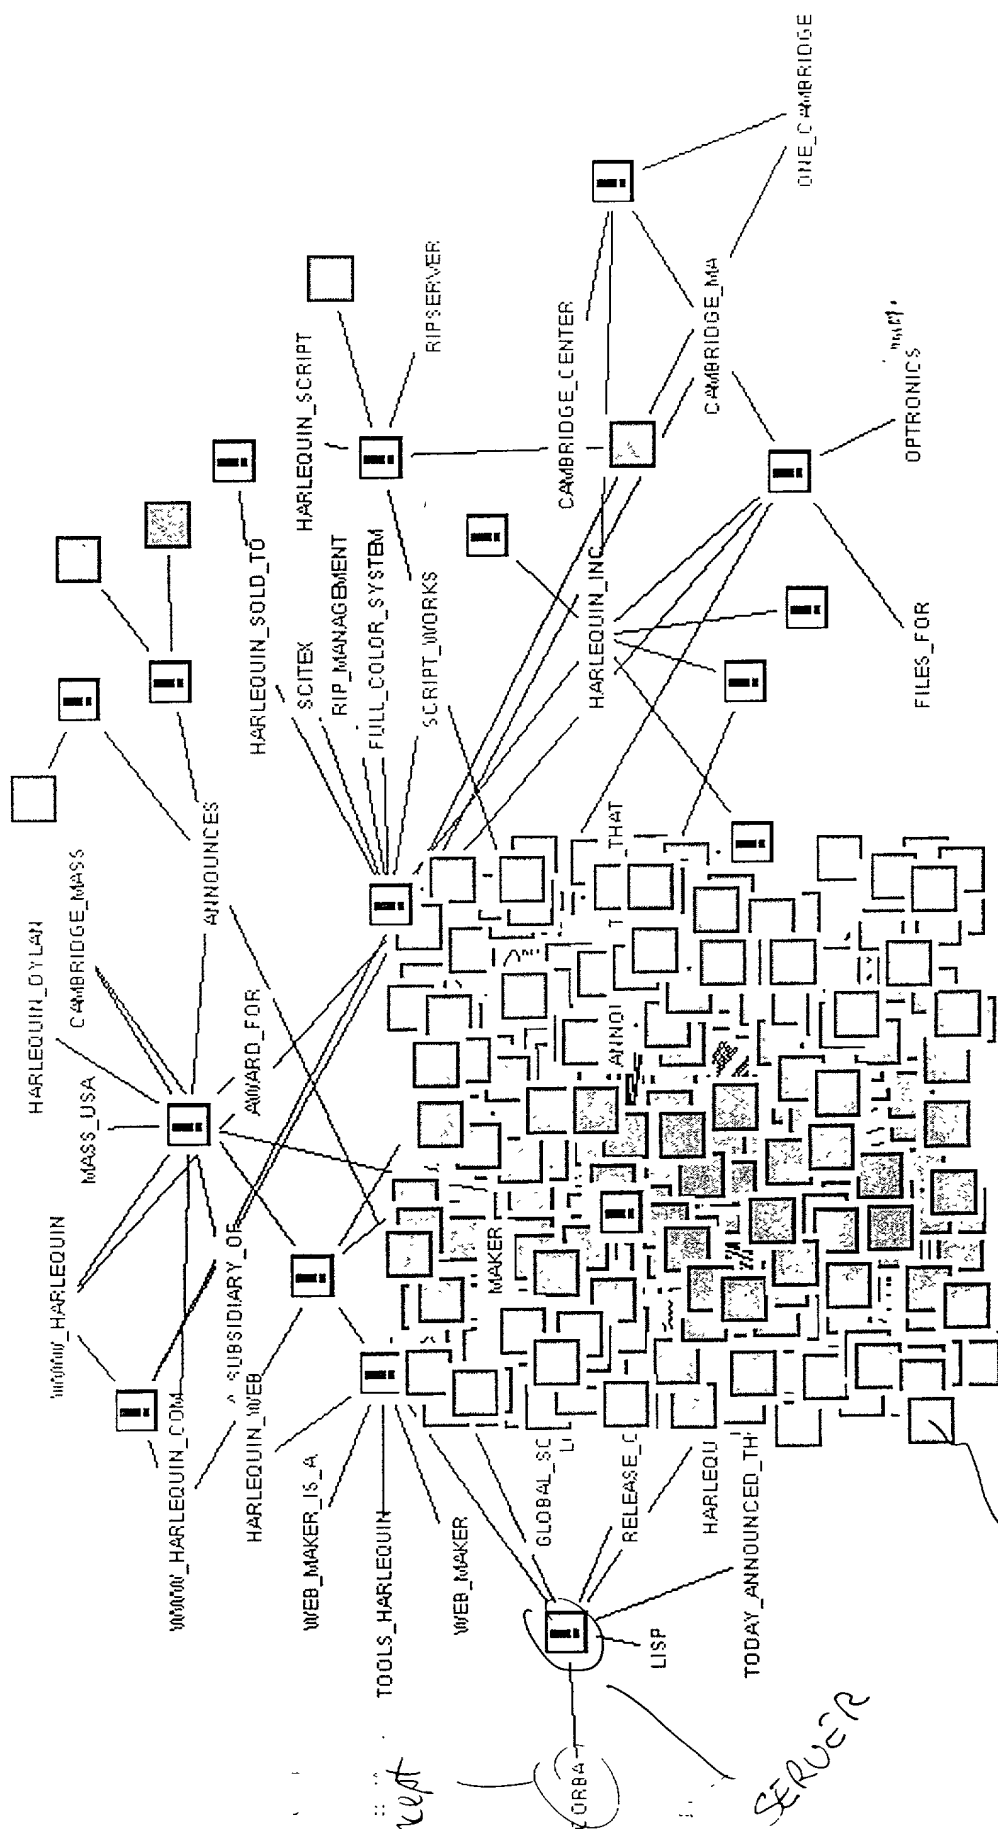 WWW_HARLEQUIN
MASS_USA
HARLEQUIN_DYLAN
CAMBRIDGE_MASS
ANNOUNCES
WWW_HARLEQUIN_COM
A_SUBSIDIARY_OF
AWARD_FOR
HARLEQUIN_WEB
HARLEQUIN_SOLD_TO
WEB_MAKER_IS_A
SCITEX
HARLEQUIN_SCRIPT
RIP_MANAGEMENT
TOOLS_HARLEQUIN
FULL_COLOR_SYSTEM
RIPSERVER
WEB_MAKER
SCRIPT_WORKS
MAKER
GLOBAL_SC
CAMBRIDGE_CENTER
ORBA
HARLEQUIN_INC
THAT
RELEASE_C
LISP
HARLEQU
CAMBRIDGE_MA
TODAY_ANNOUNCED_TH
ONE_CAMBRIDGE
SERVER
OPTRONICS
FILES_FOR